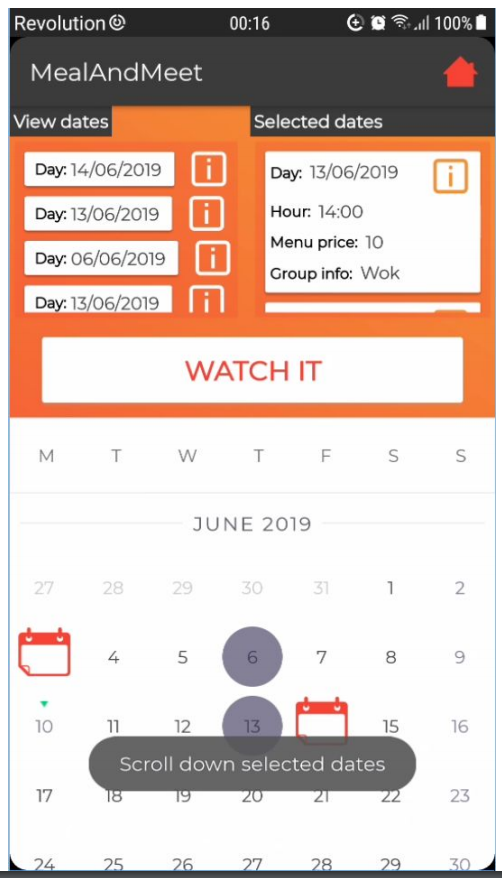 Revolution 00:16 100%
MealAndMeet
View dates
Selected dates
Day: 14/06/2019
Day: 13/06/2019
Day: 06/06/2019
Day: 13/06/2019
Day: 13/06/2019
Hour: 14:00
Menu price: 10
Group info: Wok
WATCH IT
M T W T F S S
JUNE 2019
27 28 29 30 31 1 2
4 5 6 7 8 9
10 11 12 13 15 16
Scroll down selected dates
17 18 19 20 21 22 23
24 25 26 27 28 29 30